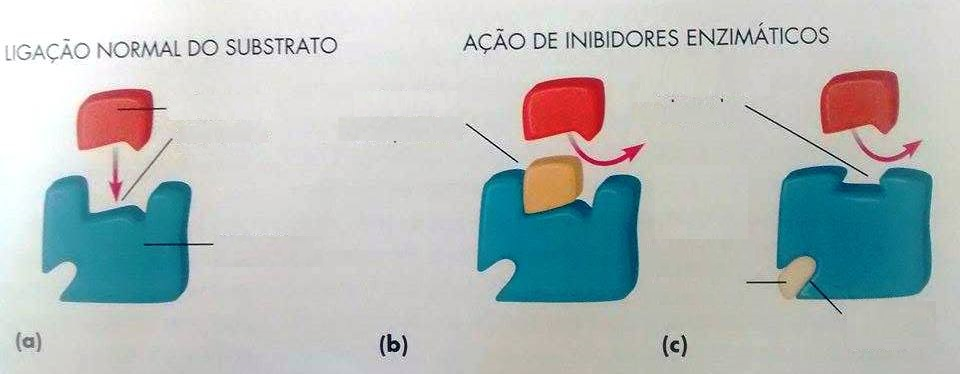 LIGAÇÃO NORMAL DO SUBSTRATO
AÇÃO DE INIBIDORES ENZIMÁTICOS
(a)
(b)
(c)